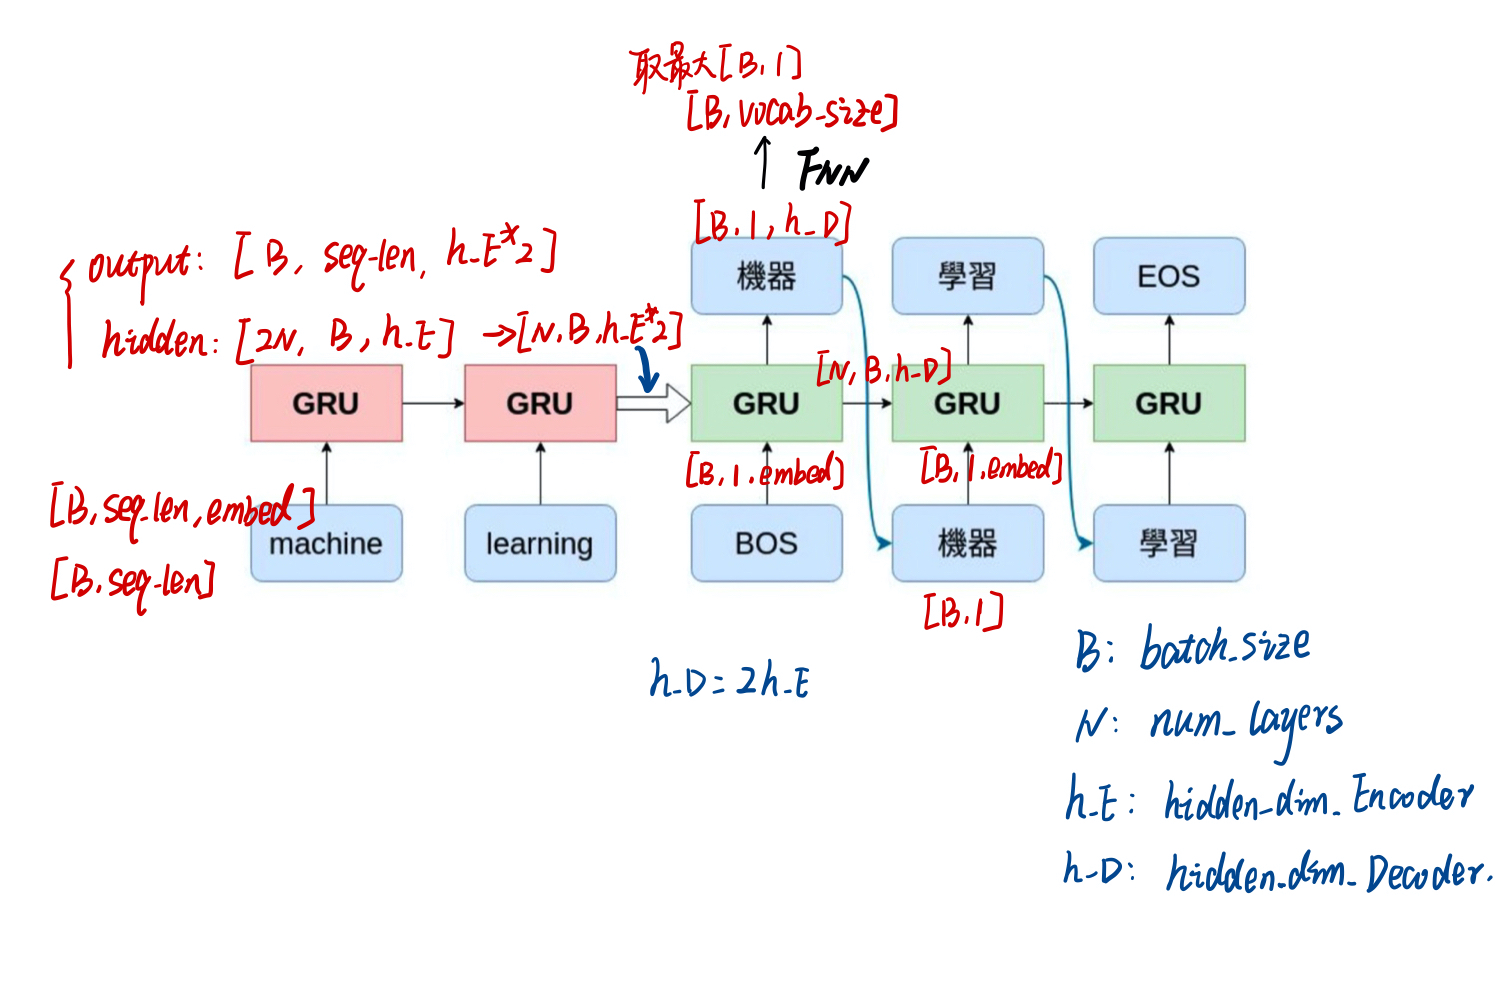 取最大[B,1]
[B, vocab_size]
FNN
[B,1,h_D]
output: [B, seq_len, h_E*2]
hidden: [2N, B, h_E] →[N,B,h_E*2]
機器
學習
EOS
[N,B,h_D]
GRU
GRU
GRU
GRU
GRU
[B,seq_len,embed]
[B,1,embed]
[B,1,embed]
machine
learning
BOS
機器
學習
[B,seq_len]
[B,1]
h_D=2h_E
B: batch_size
N: num_layers
h_E: hidden_dim_Encoder
h_D: hidden_dim_Decoder.